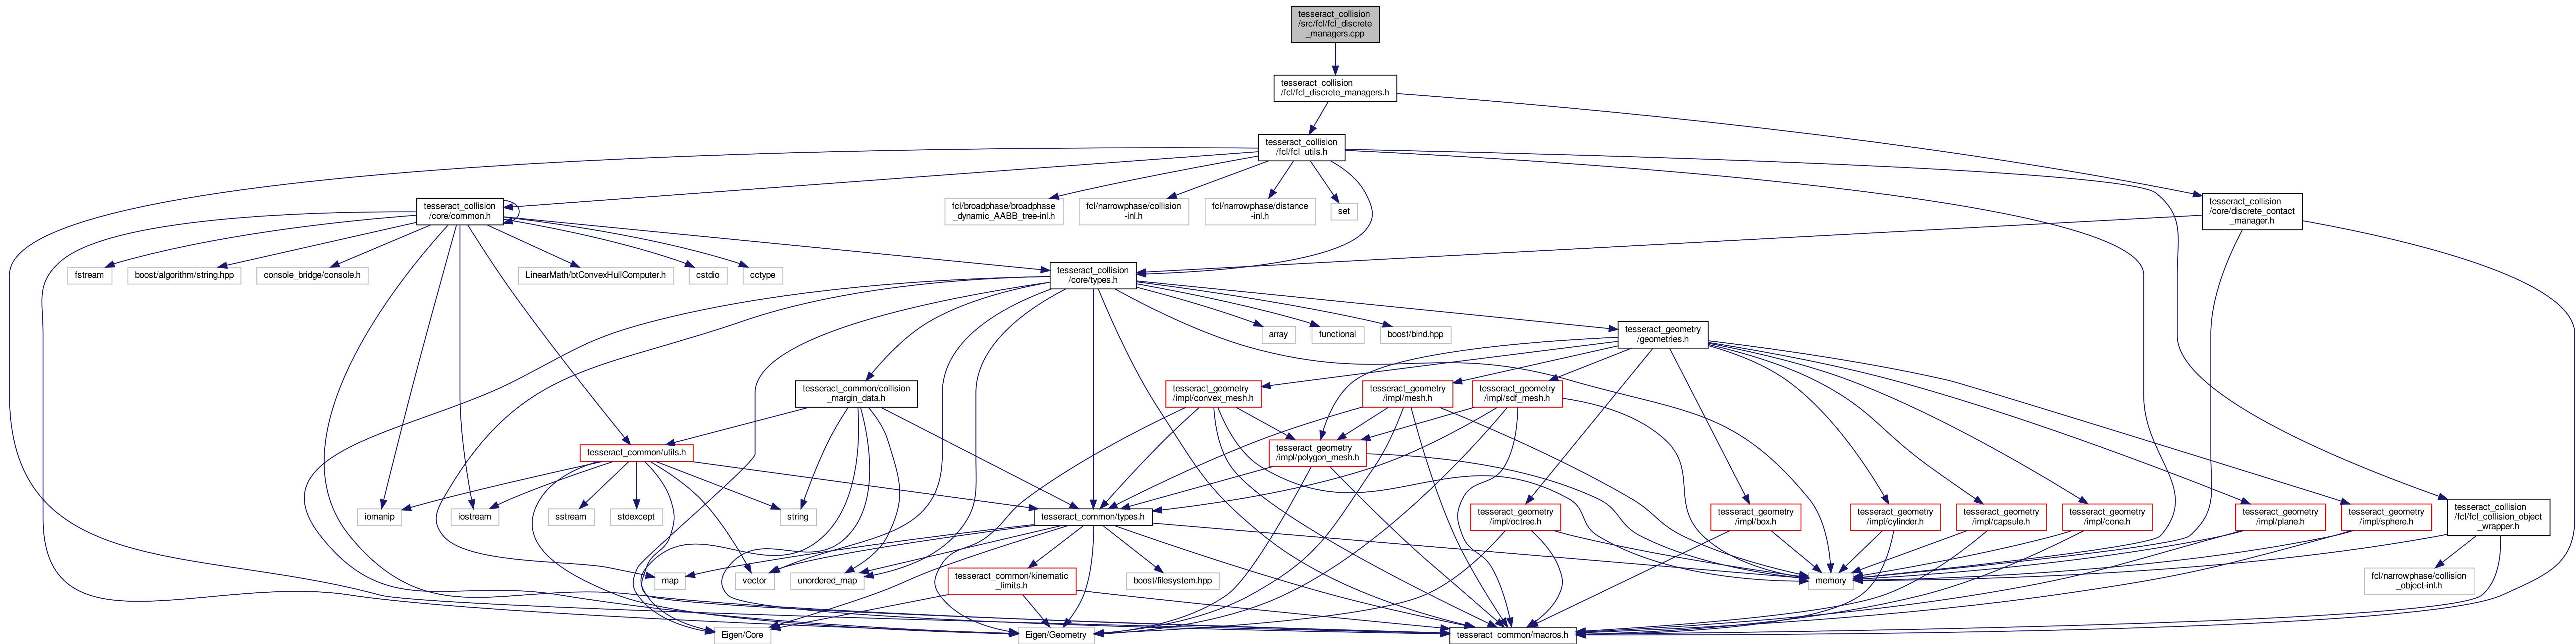 tesseract_collision
/src/fcl/fcl_discrete
_managers.cpp
tesseract_collision
/fcl/fcl_discrete_managers.h
tesseract_collision
/fcl/fcl_utils.h
tesseract_collision
/core/common.h
fcl/broadphase/broadphase
_dynamic_AABB_tree-inl.h
fcl/narrowphase/collision
-inl.h
fcl/narrowphase/distance
-inl.h
set
tesseract_collision
/core/discrete_contact
_manager.h
fstream
boost/algorithm/string.hpp
console_bridge/console.h
LinearMath/btConvexHullComputer.h
cstdio
cctype
tesseract_collision
/core/types.h
array
functional
boost/bind.hpp
tesseract_geometry
/geometries.h
tesseract_common/collision
_margin_data.h
tesseract_geometry
/impl/convex_mesh.h
tesseract_geometry
/impl/mesh.h
tesseract_geometry
/impl/sdf_mesh.h
tesseract_common/utils.h
tesseract_geometry
/impl/polygon_mesh.h
iomanip
iostream
sstream
stdexcept
string
tesseract_common/types.h
tesseract_geometry
/impl/octree.h
tesseract_geometry
/impl/box.h
tesseract_geometry
/impl/cylinder.h
tesseract_geometry
/impl/capsule.h
tesseract_geometry
/impl/cone.h
tesseract_geometry
/impl/plane.h
tesseract_geometry
/impl/sphere.h
tesseract_collision
/fcl/fcl_collision_object
_wrapper.h
map
vector
unordered_map
tesseract_common/kinematic
_limits.h
boost/filesystem.hpp
memory
fcl/narrowphase/collision
_object-inl.h
Eigen/Core
Eigen/Geometry
tesseract_common/macros.h